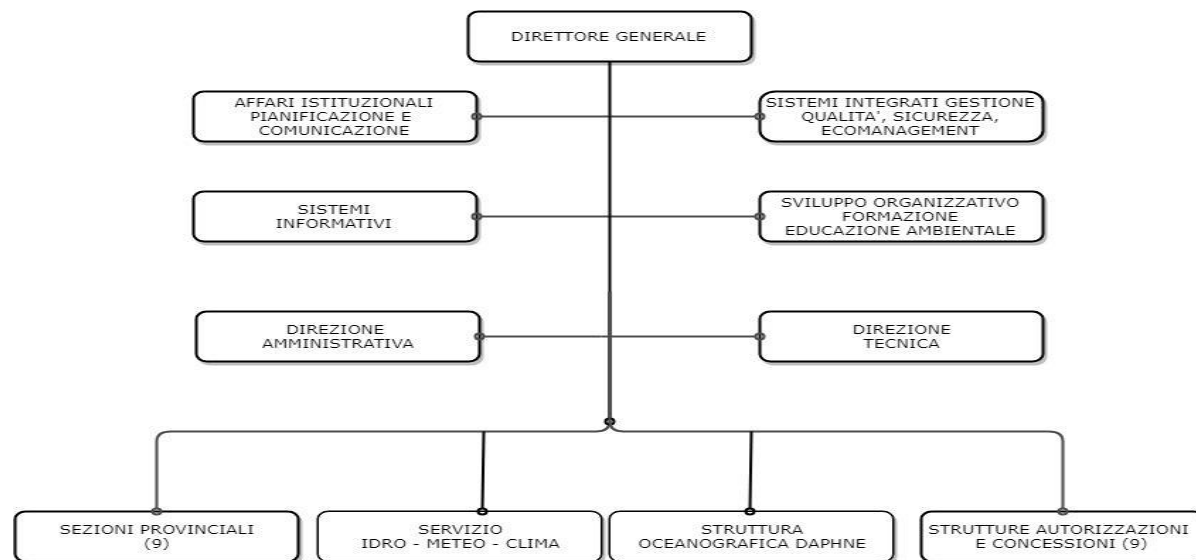 DIRETTORE GENERALE
AFFARI ISTITUZIONALI
PIANIFICAZIONE E
COMUNICAZIONE
SISTEMI INTEGRATI GESTIONE
QUALITA', SICUREZZA,
ECOMANAGEMENT
SISTEMI
INFORMATIVI
SVILUPPO ORGANIZZATIVO
FORMAZIONE
EDUCAZIONE AMBIENTALE
DIREZIONE
AMMINISTRATIVA
DIREZIONE
TECNICA
SEZIONI PROVINCIALI
(9)
SERVIZIO
IDRO - METEO - CLIMA
STRUTTURA
OCEANOGRAFICA DAPHNE
STRUTTURE AUTORIZZAZIONI
E CONCESSIONI (9)